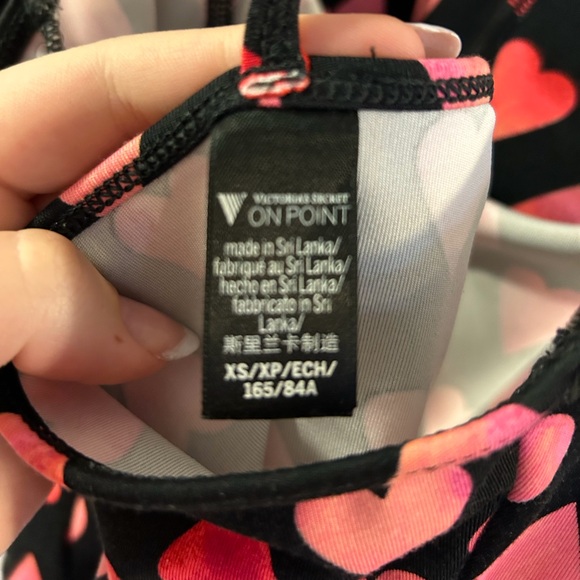 VICTORIA'S SECRET
ON POINT
made in Sri Lanka/
fabriqué au Sri Lanka/
hecho en Sri Lanka/
fabbricato in Sri
Lanka/
斯里兰卡制造
XS/XP/ECH/
165/84A